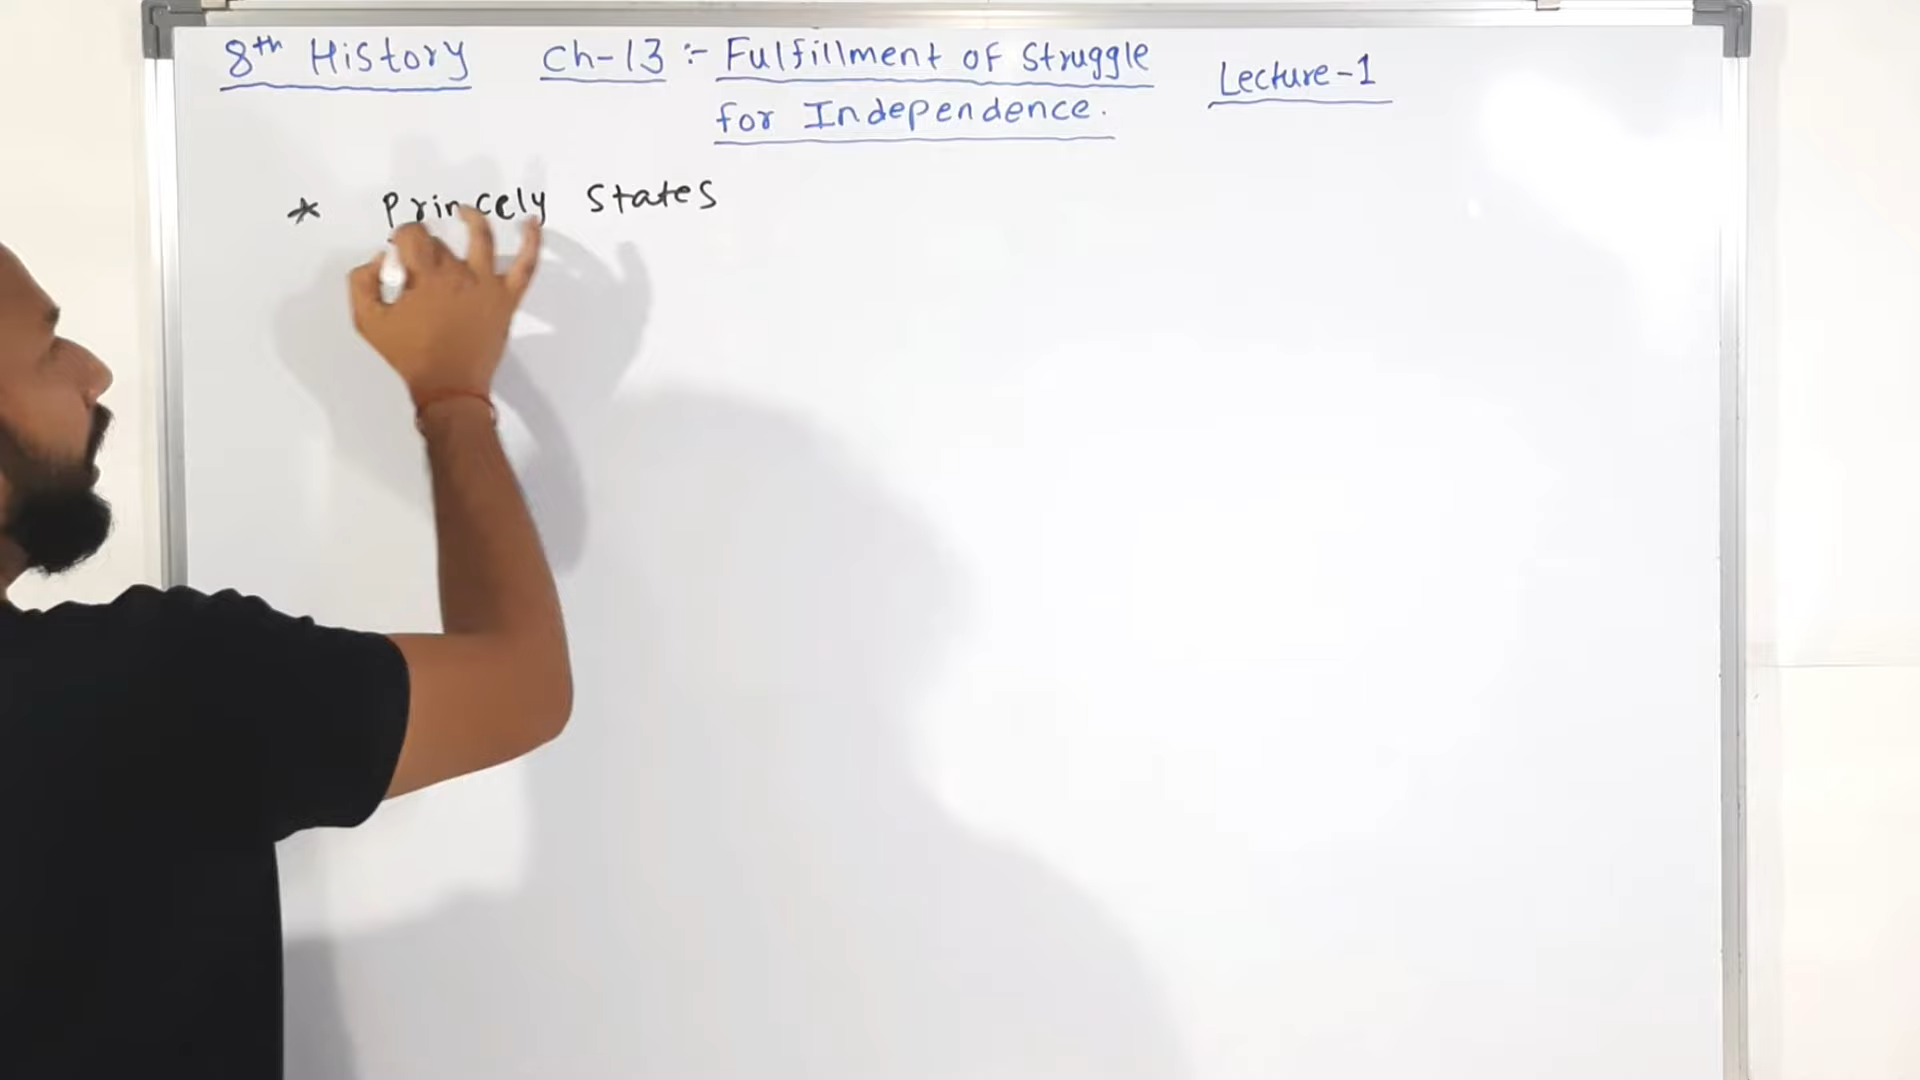 8th History Ch-13 :- Fulfillment of Struggle
for Independence.
Lecture-1
* Princely States